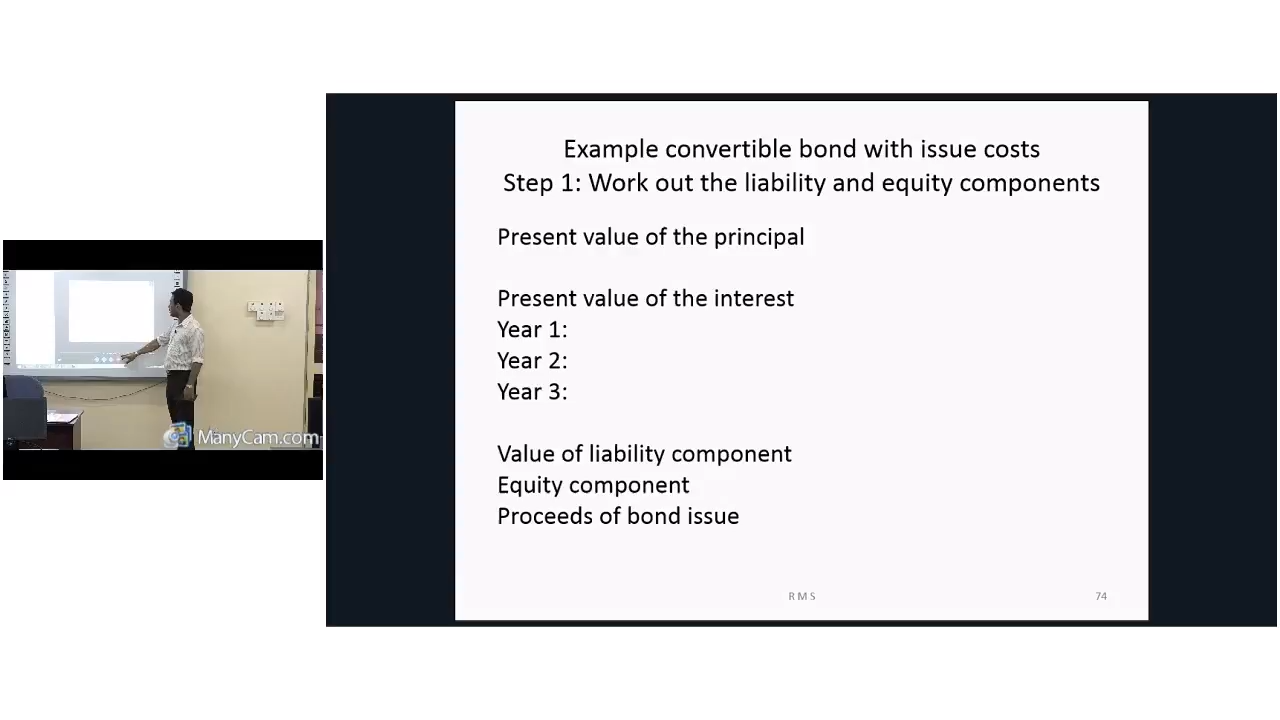 Example convertible bond with issue costs
Step 1: Work out the liability and equity components
Present value of the principal
Present value of the interest
Year 1:
Year 2:
Year 3:
Value of liability component
Equity component
Proceeds of bond issue
R M S
74
ManyCam.com